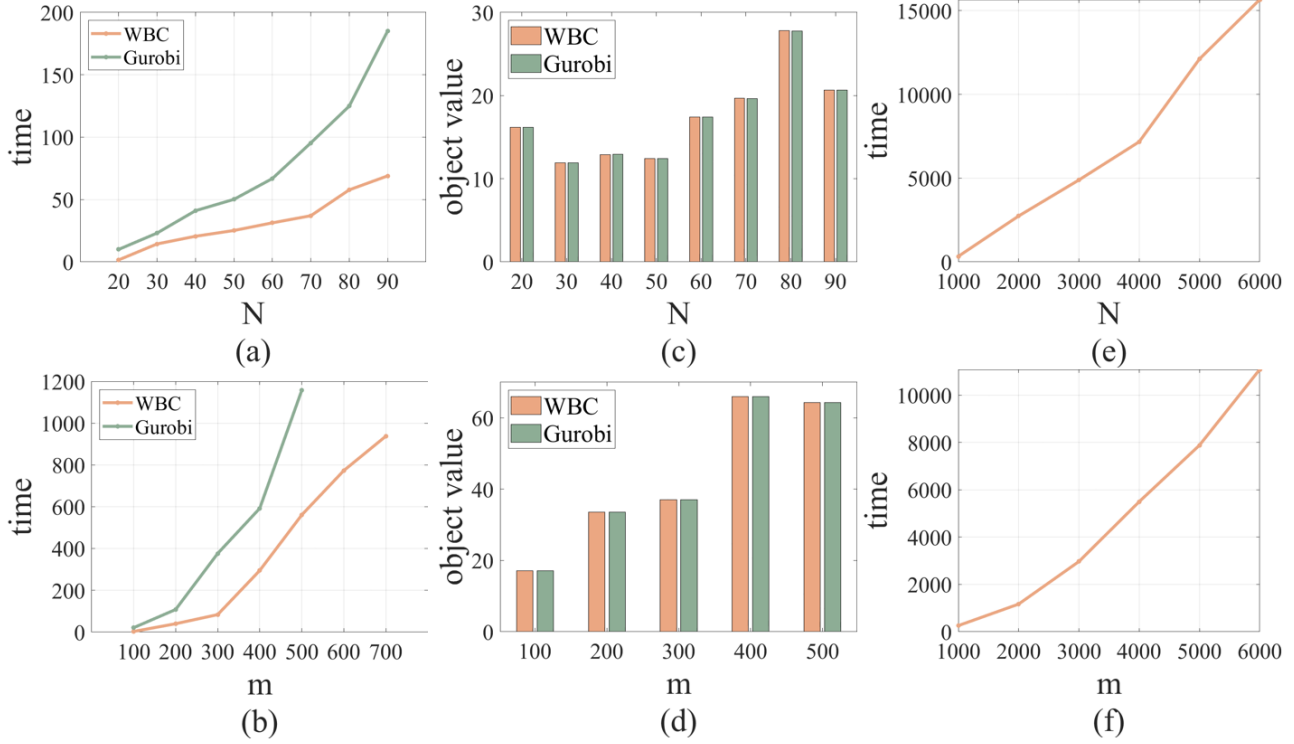 200
150
100
50
0
time
WBC
Gurobi
20 30 40 50 60 70 80 90
N
(a)
30
20
10
0
object value
WBC
Gurobi
20 30 40 50 60 70 80 90
N
(c)
15000
10000
5000
0
time
1000 2000 3000 4000 5000 6000
N
(e)
1200
1000
800
600
400
200
0
time
WBC
Gurobi
100 200 300 400 500 600 700
m
(b)
60
40
20
0
object value
WBC
Gurobi
100 200 300 400 500
m
(d)
10000
8000
6000
4000
2000
0
time
1000 2000 3000 4000 5000 6000
m
(f)